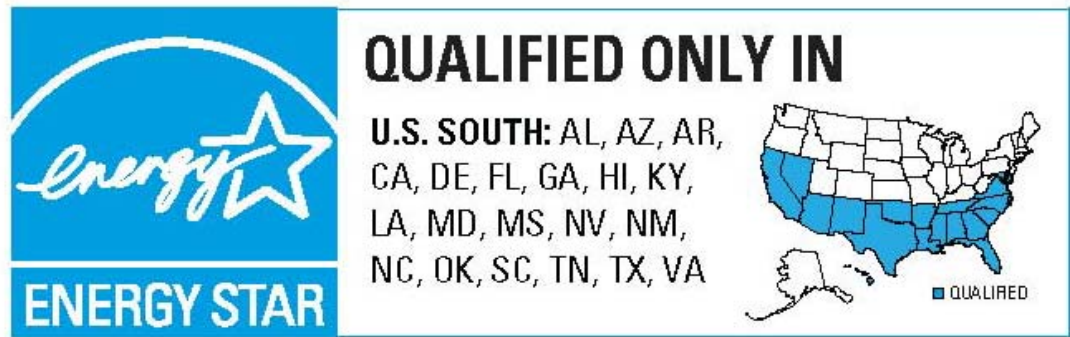 energy
ENERGY STAR
QUALIFIED ONLY IN
U.S. SOUTH: AL, AZ, AR,
CA, DE, FL, GA, HI, KY,
LA, MD, MS, NV, NM,
NC, OK, SC, TN, TX, VA
QUALIFIED